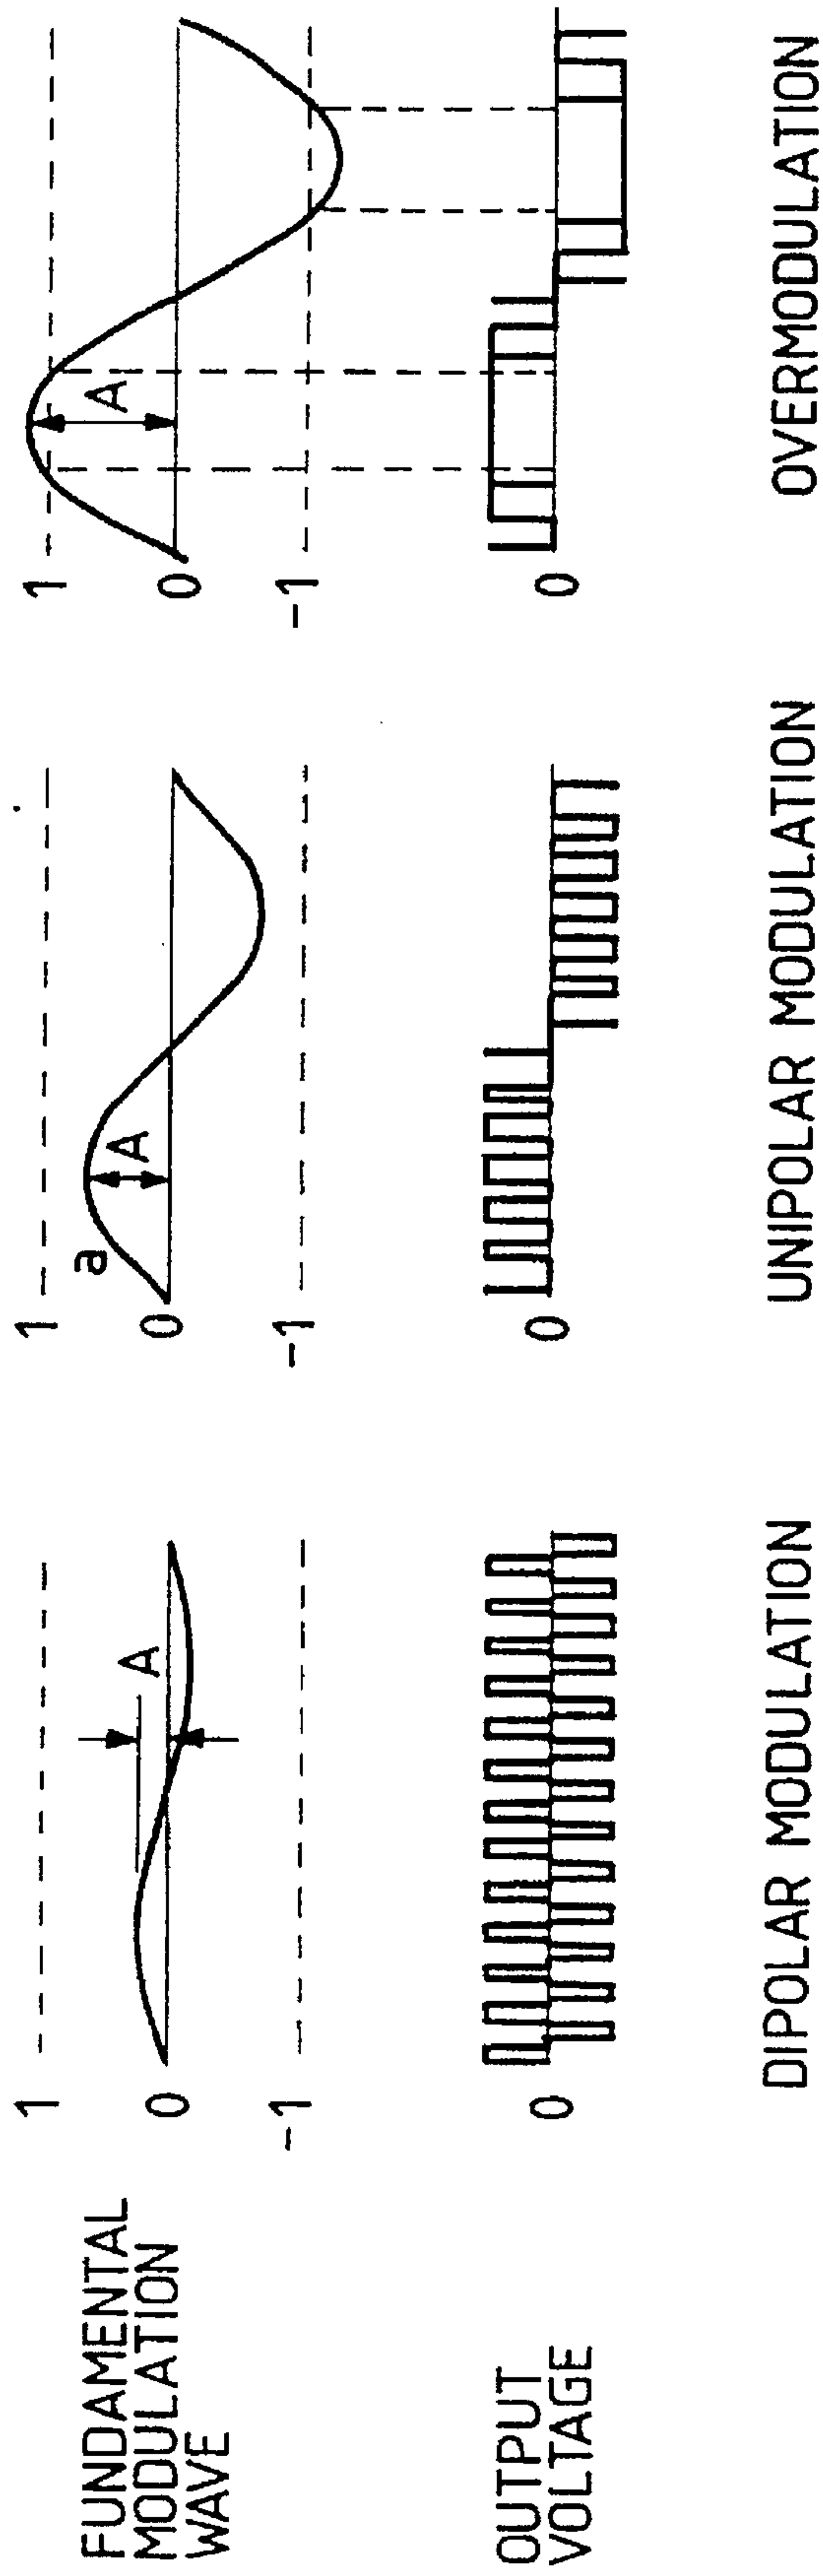 FUNDAMENTAL
MODULATION
WAVE
1
0
-1
A
1
0
-1
a
A
1
0
-1
A
OUTPUT
VOLTAGE
0
0
0
DIPOLAR MODULATION
UNIPOLAR MODULATION
OVERMODULATION